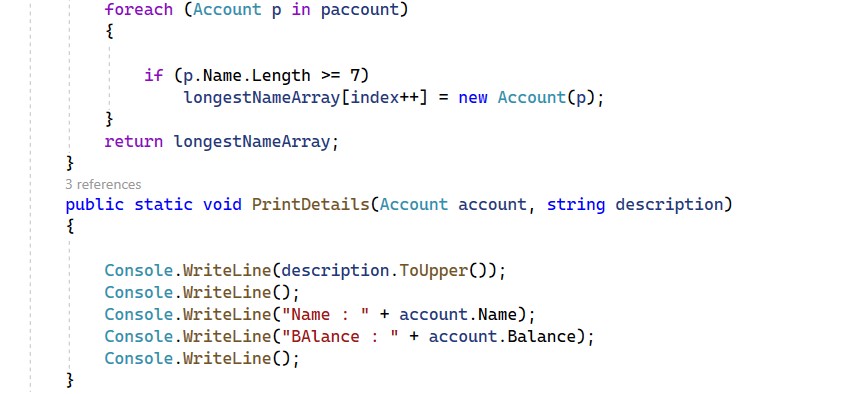 foreach (Account p in paccount)
{
if (p.Name.Length >= 7)
longestNameArray[index++] = new Account(p);
}
return longestNameArray;
}
3 references
public static void PrintDetails(Account account, string description)
{
Console.WriteLine(description.ToUpper());
Console.WriteLine();
Console.WriteLine("Name : " + account.Name);
Console.WriteLine("BAlance : " + account.Balance);
Console.WriteLine();
}